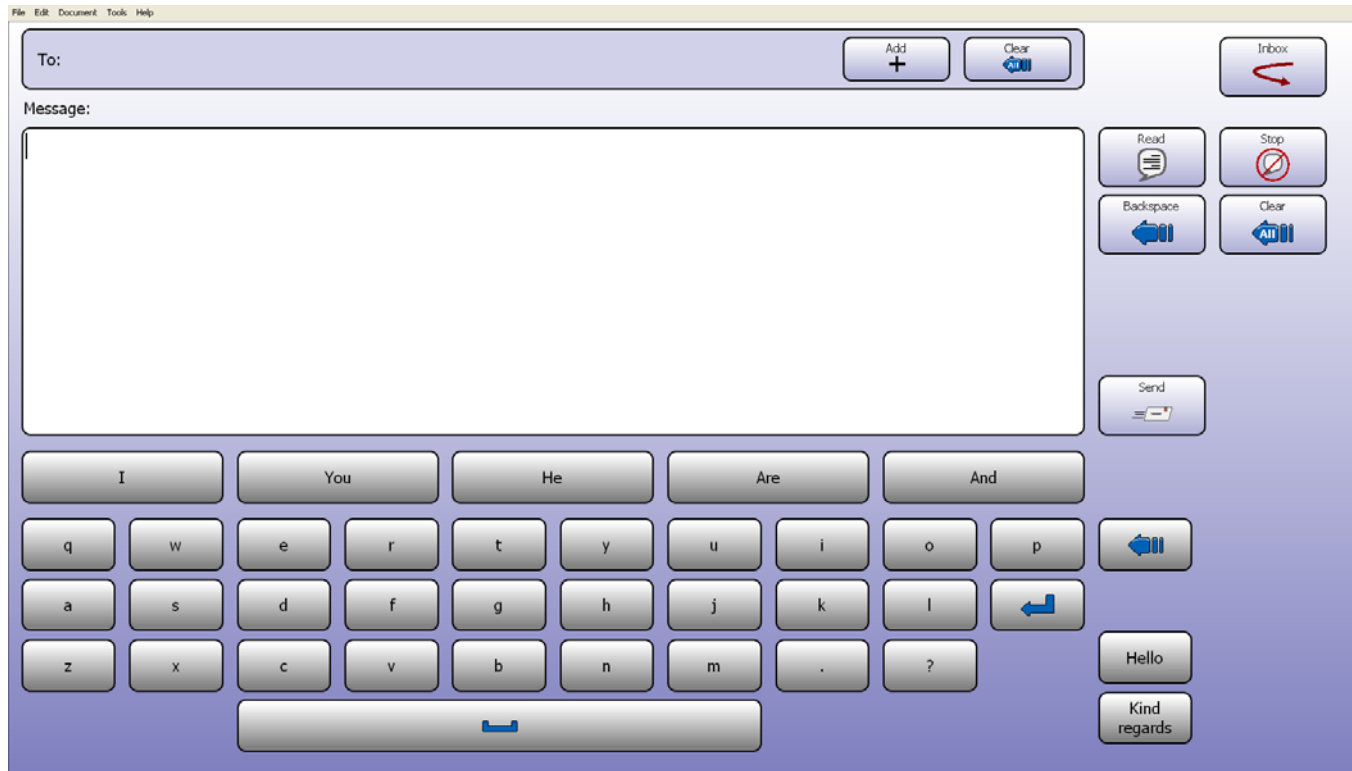 File Edit Document Tools Help
To:
Add
Clear
All
Inbox
Message:
Read
Stop
Backspace
Clear
All
Send
I You He Are And
q w e r t y u i o p
a s d f g h j k l
z x c v b n m . ?
Hello
Kind
regards